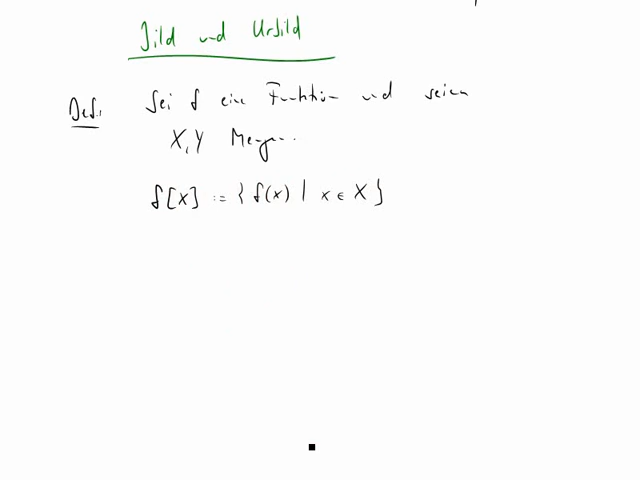 Bild und Urbild
Def.: Sei f eine Funktion und seien
X, Y Mengen.
f[X] := { f(x) | x ∈ X }